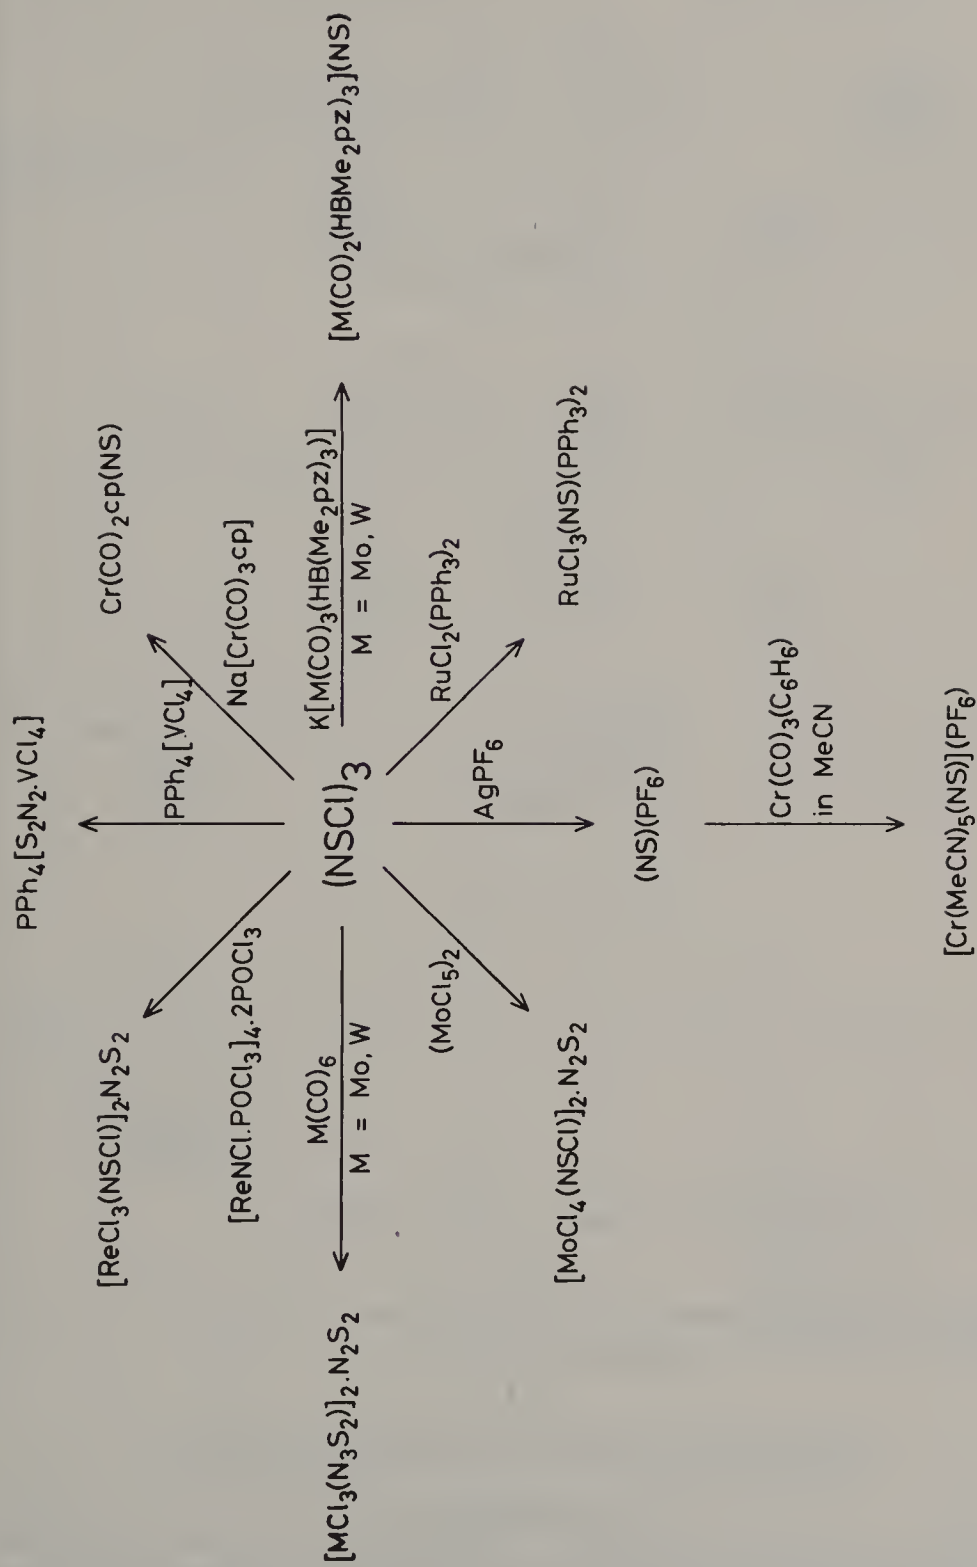 PPh₄[S₂N₂.VCl₄]
Cr(CO)₂cp(NS)
PPh₄[VCl₄]
Na[Cr(CO)₃cp]
[ReCl₃(NSCl)]₂.N₂S₂
[ReNCl.POCl₃]₄.2POCl₃
(NSCl)₃
K[M(CO)₃(HB(Me₂pz)₃)]
M = Mo, W
[M(CO)₂(HBMe₂pz)₃](NS)
M(CO)₆
M = Mo, W
[MCl₃(N₃S₂)]₂.N₂S₂
(MoCl₅)₂
[MoCl₄(NSCl)]₂.N₂S₂
AgPF₆
RuCl₂(PPh₃)₂
RuCl₃(NS)(PPh₃)₂
(NS)(PF₆)
Cr(CO)₃(C₆H₆)
in MeCN
[Cr(MeCN)₅(NS)](PF₆)